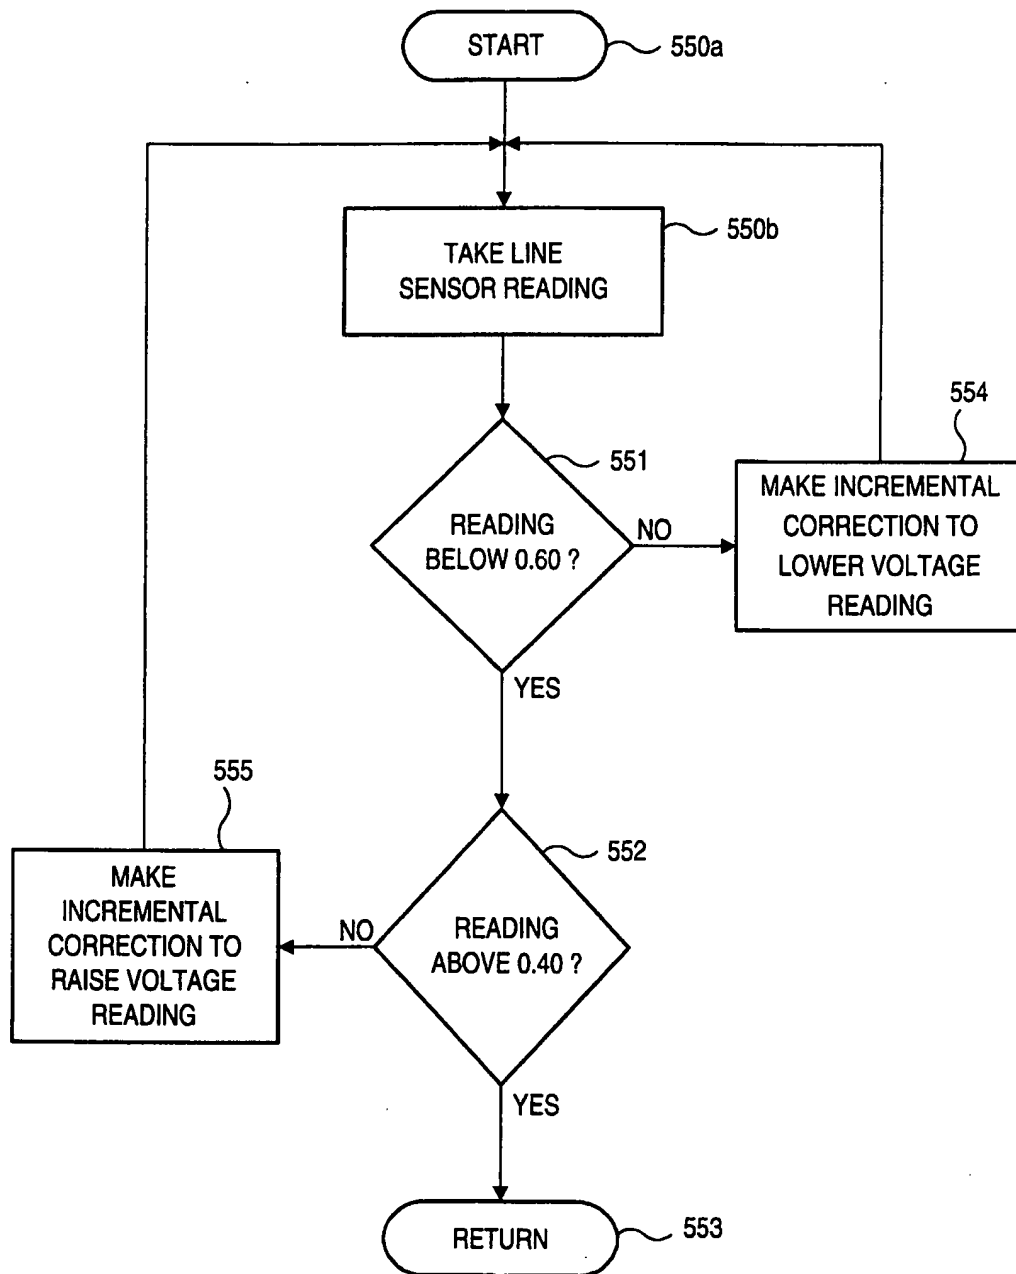 START
550a
TAKE LINE
SENSOR READING
550b
551
READING
BELOW 0.60 ?
NO
554
MAKE INCREMENTAL
CORRECTION TO
LOWER VOLTAGE
READING
YES
555
MAKE
INCREMENTAL
CORRECTION TO
RAISE VOLTAGE
READING
NO
552
READING
ABOVE 0.40 ?
YES
RETURN
553